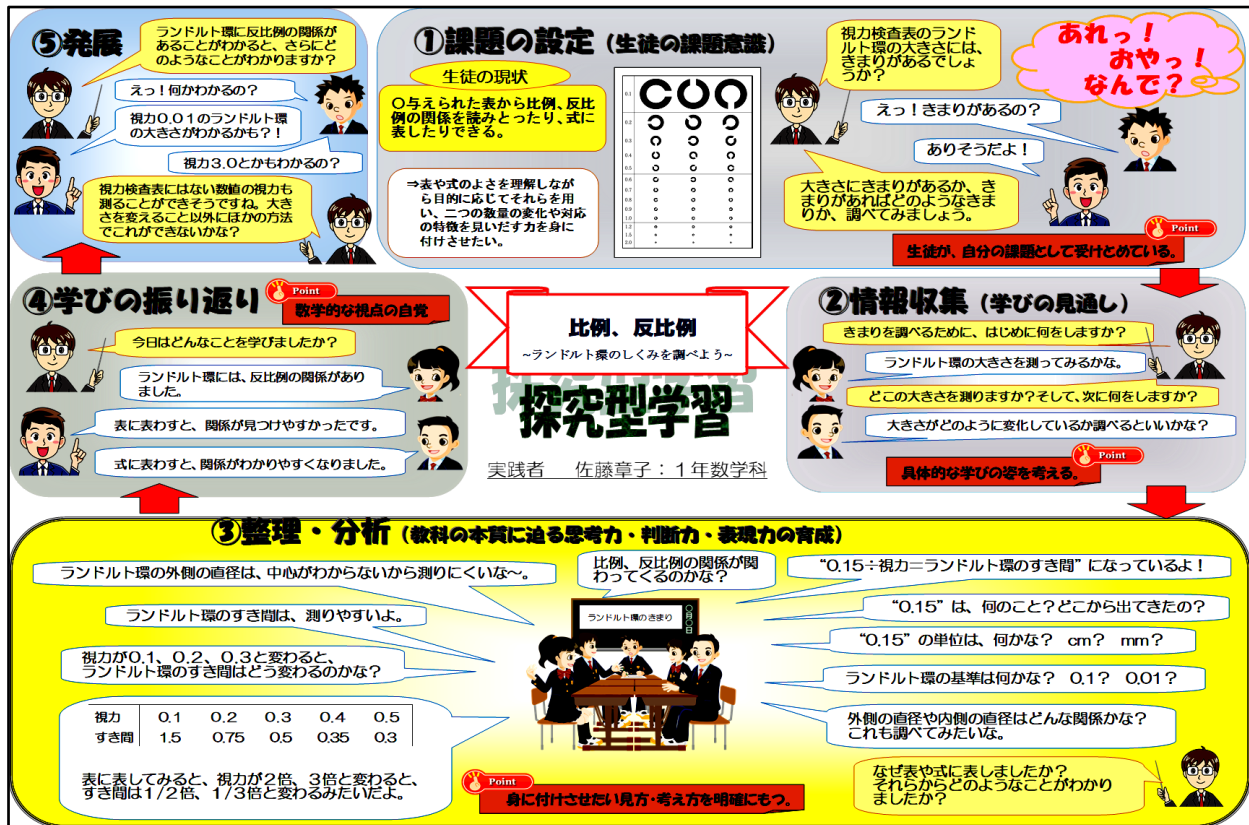 ①課題の設定（生徒の課題意識）
生徒の現状
○与えられた表から比例、反比
例の関係を読みとったり、式に
表したりできる。
⇒表や式のよさを理解しなが
ら目的に応じてそれらを用
い、二つの数量の変化や対応
の特徴を見いだす力を身に
付けさせたい。
0.1
0.2
0.3
0.4
0.5
0.6
0.7
0.8
0.9
1.0
1.2
1.5
2.0
視力検査表のランド
ルト環の大きさには、
きまりがあるでしょ
うか？
あれっ！
おやっ！
なんで？
えっ！きまりがあるの？
ありそうだよ！
大きさにきまりがあるか、き
まりがあればどのようなきま
りか、調べてみましょう。
Point
生徒が、自分の課題として受けとめている。
②情報収集（学びの見通し）
きまりを調べるために、はじめに何をしますか？
ランドルト環の大きさを測ってみるかな。
どこの大きさを測りますか？そして、次に何をしますか？
大きさがどのように変化しているか調べるといいかな？
Point
具体的な学びの姿を考える。
比例、反比例
~ランドルト環のしくみを調べよう~
探究型学習
実践者　佐藤章子：１年数学科
③整理・分析（教科の本質に迫る思考力・判断力・表現力の育成）
ランドルト環の外側の直径は、中心がわからないから測りにくいな～。
ランドルト環のすき間は、測りやすいよ。
視力が0.1、0.2、0.3と変わると、
ランドルト環のすき間はどう変わるのかな？
視力 0.1 0.2 0.3 0.4 0.5
すき間 1.5 0.75 0.5 0.35 0.3
表に表してみると、視力が２倍、３倍と変わると、
すき間は1/2倍、1/3倍と変わるみたいだよ。
比例、反比例の関係が関
わってくるのかな？
ランドルト環のきまり
〇月〇日
“0.15÷視力＝ランドルト環のすき間”になっているよ！
“0.15”は、何のこと？どこから出てきたの？
“0.15”の単位は、何かな？　cm？　mm？
ランドルト環の基準は何かな？　0.1？　0.01？
外側の直径や内側の直径はどんな関係かな？
これも調べてみたいな。
なぜ表や式に表しましたか？
それらからどのようなことがわかり
ましたか？
Point
身に付けさせたい見方・考え方を明確にもつ。
④学びの振り返り
Point
数学的な視点の自覚
今日はどんなことを学びましたか？
ランドルト環には、反比例の関係があり
ました。
表に表わすと、関係が見つけやすかったです。
式に表わすと、関係がわかりやすくなりました。
⑤発展
ランドルト環に反比例の関係が
あることがわかると、さらにど
のようなことがわかりますか？
えっ！何かわかるの？
視力0.01のランドルト環
の大きさがわかるかも？！
視力3.0とかもわかるの？
視力検査表にはない数値の視力も
測ることができそうですね。大き
さを変えること以外にほかの方法
でこれができないかな？